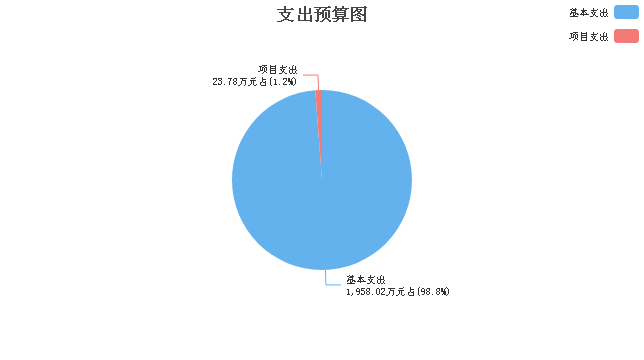 支出预算图
基本支出
项目支出
项目支出
23.78万元占(1.2%)
基本支出
1,958.02万元占(98.8%)